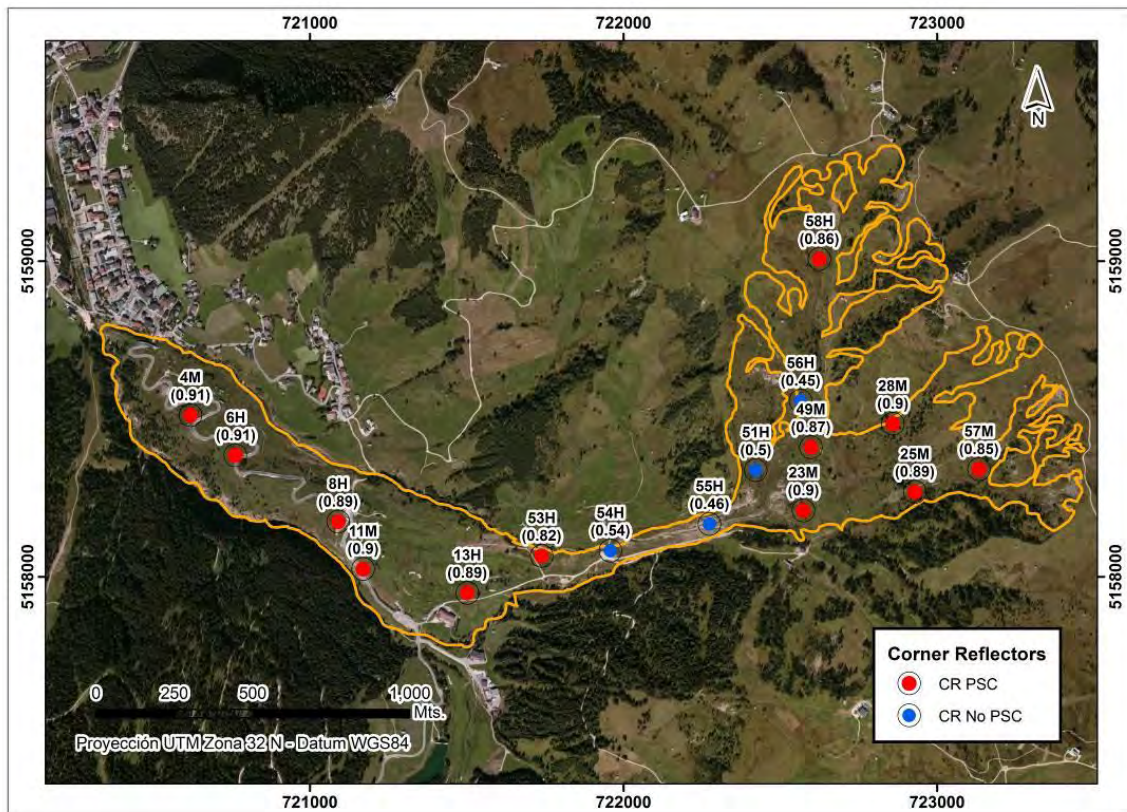 721000
722000
723000
5159000
5159000
5158000
5158000
N
58H
(0.86)
56H
(0.45)
49M
(0.87)
28M
(0.9)
51H
(0.5)
57M
(0.85)
25M
(0.89)
23M
(0.9)
55H
(0.46)
54H
(0.54)
53H
(0.82)
4M
(0.91)
6H
(0.91)
8H
(0.89)
11M
(0.9)
13H
(0.89)
Corner Reflectors
CR PSC
CR No PSC
0 250 500 1,000
Mts.
Proyección UTM Zona 32 N - Datum WGS84
721000
722000
723000